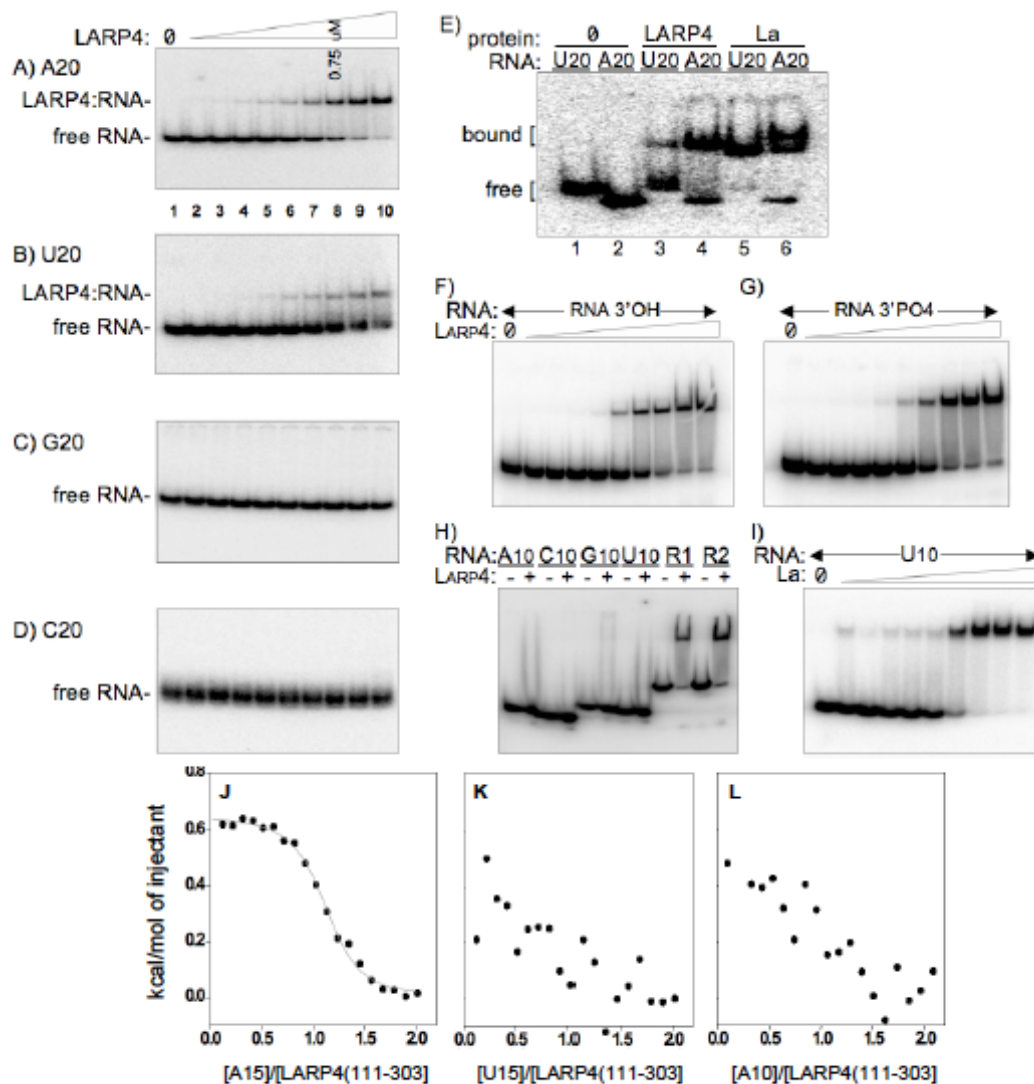 LARP4: 0
0.75 uM
A) A20
LARP4:RNA-
free RNA-
1 2 3 4 5 6 7 8 9 10
B) U20
LARP4:RNA-
free RNA-
C) G20
free RNA-
D) C20
free RNA-
E) protein: 0 LARP4 La
RNA: U20 A20 U20 A20 U20 A20
bound [
free [
1 2 3 4 5 6
F)
RNA: RNA 3'OH
LARP4: 0
G)
RNA 3'PO4
0
H)
RNA: A10 C10 G10 U10 R1 R2
LARP4: - + - + - + - + - + - +
I)
RNA: U10
La: 0
J
kcal/mol of injectant
0.8
0.6
0.4
0.2
0.0
0.0 0.5 1.0 1.5 2.0
[A15]/[LARP4(111-303]
K
0.0 0.5 1.0 1.5 2.0
[U15]/[LARP4(111-303]
L
0.0 0.5 1.0 1.5 2.0
[A10]/[LARP4(111-303]